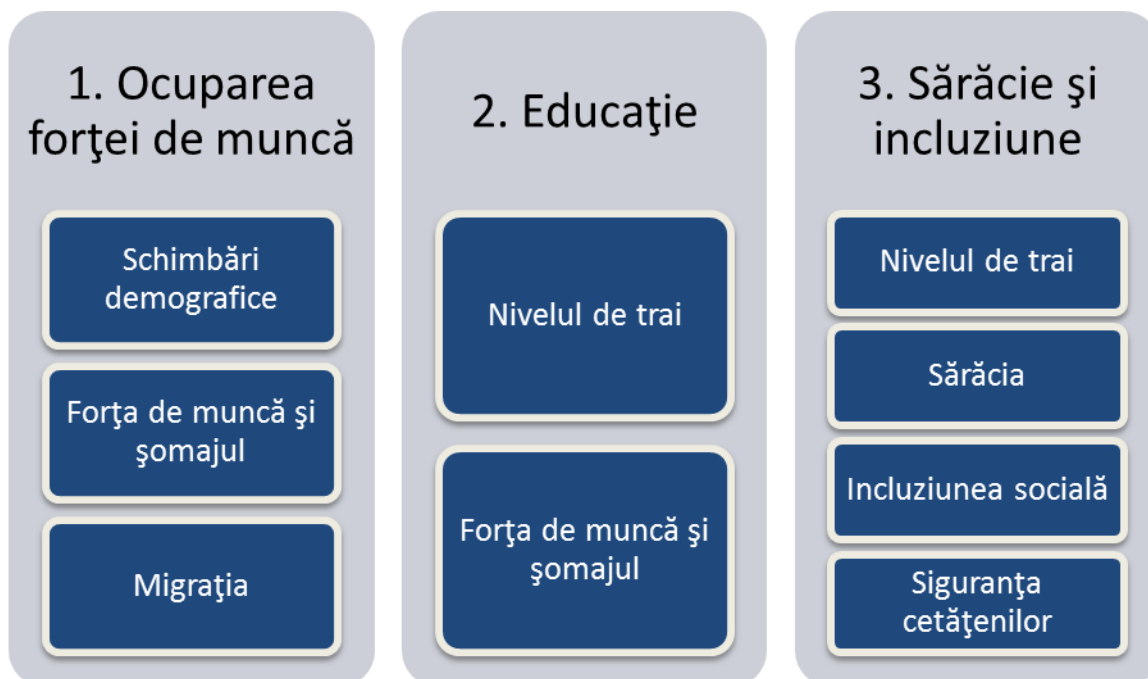 1. Ocuparea
forţei de muncă
Schimbări
demografice
Forţa de muncă şi
şomajul
Migraţia
2. Educaţie
Nivelul de trai
Forţa de muncă şi
şomajul
3. Sărăcie şi
incluziune
Nivelul de trai
Sărăcia
Incluziunea socială
Siguranţa
cetăţenilor